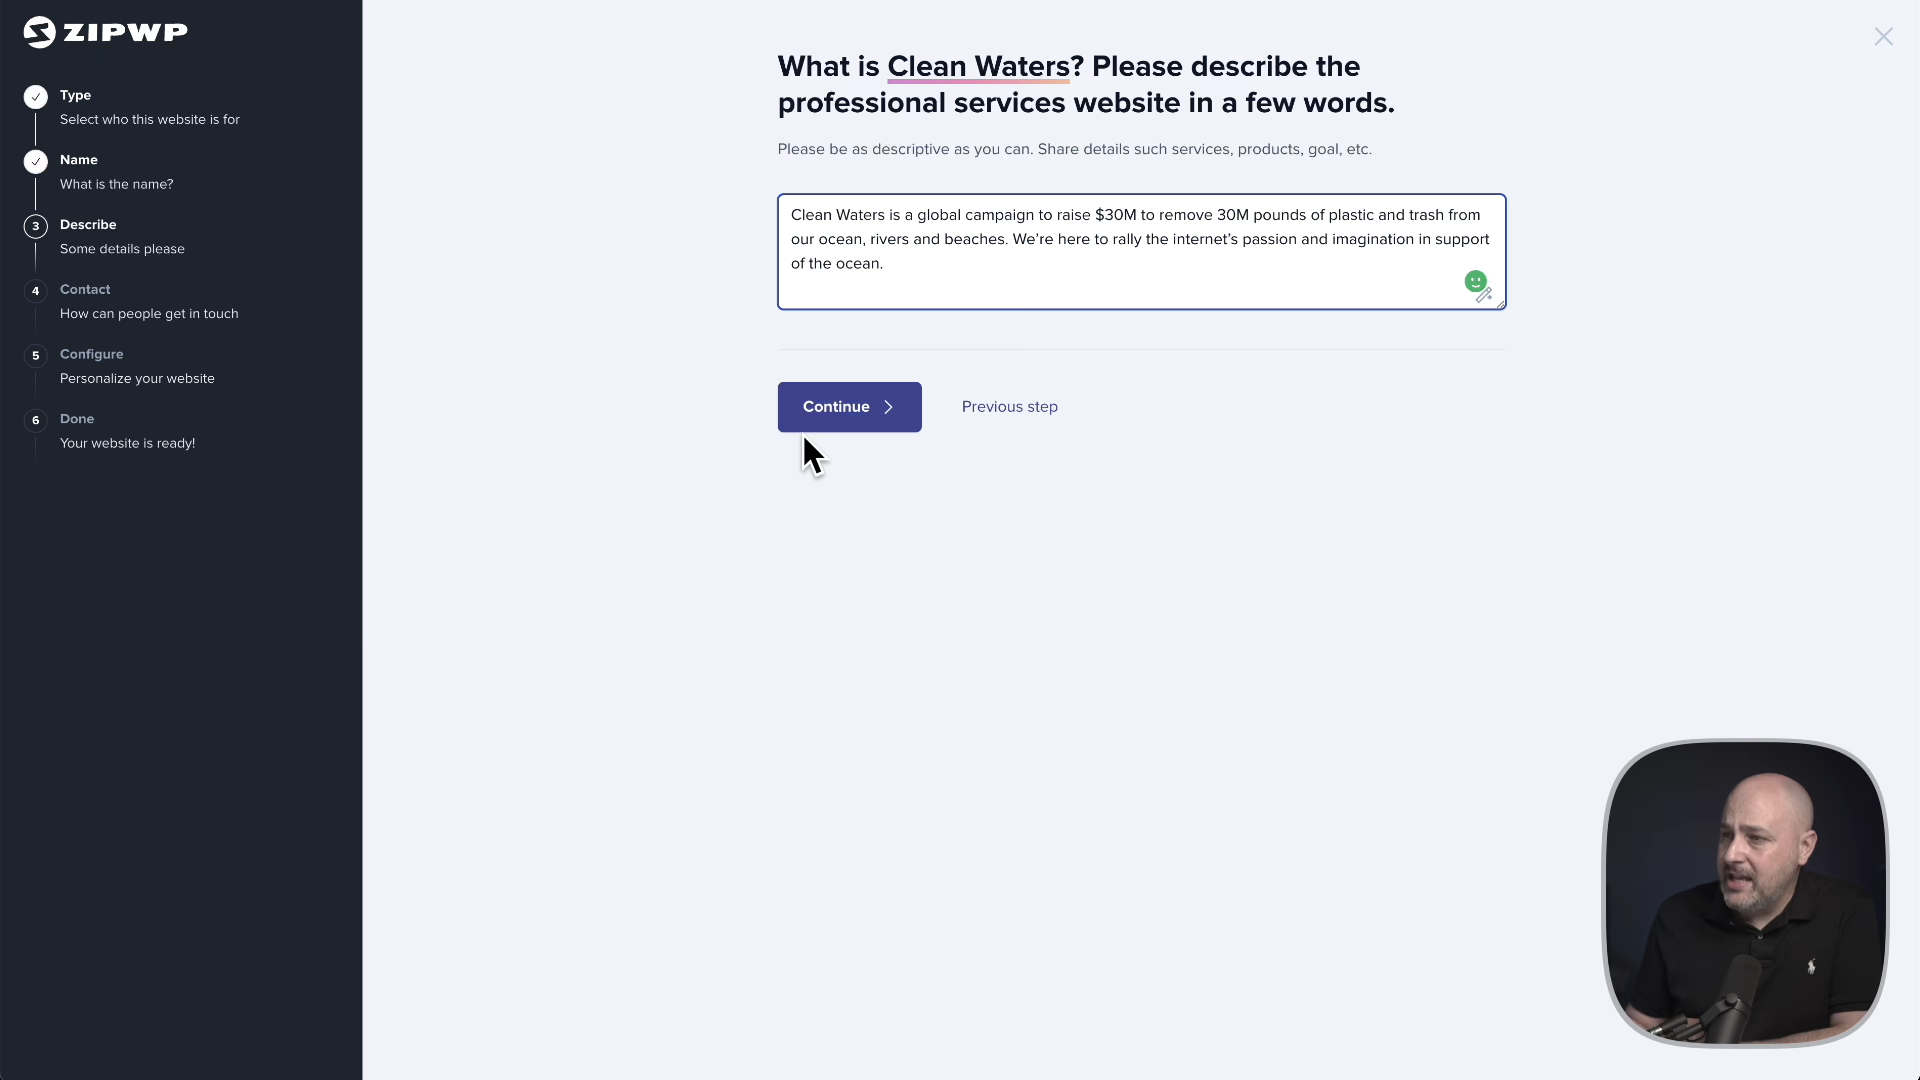 ZIPWP
Type
Select who this website is for
Name
What is the name?
3
Describe
Some details please
4
Contact
How can people get in touch
5
Configure
Personalize your website
6
Done
Your website is ready!
What is Clean Waters? Please describe the
professional services website in a few words.
Please be as descriptive as you can. Share details such services, products, goal, etc.
Clean Waters is a global campaign to raise $30M to remove 30M pounds of plastic and trash from
our ocean, rivers and beaches. We’re here to rally the internet’s passion and imagination in support
of the ocean.
Continue
Previous step